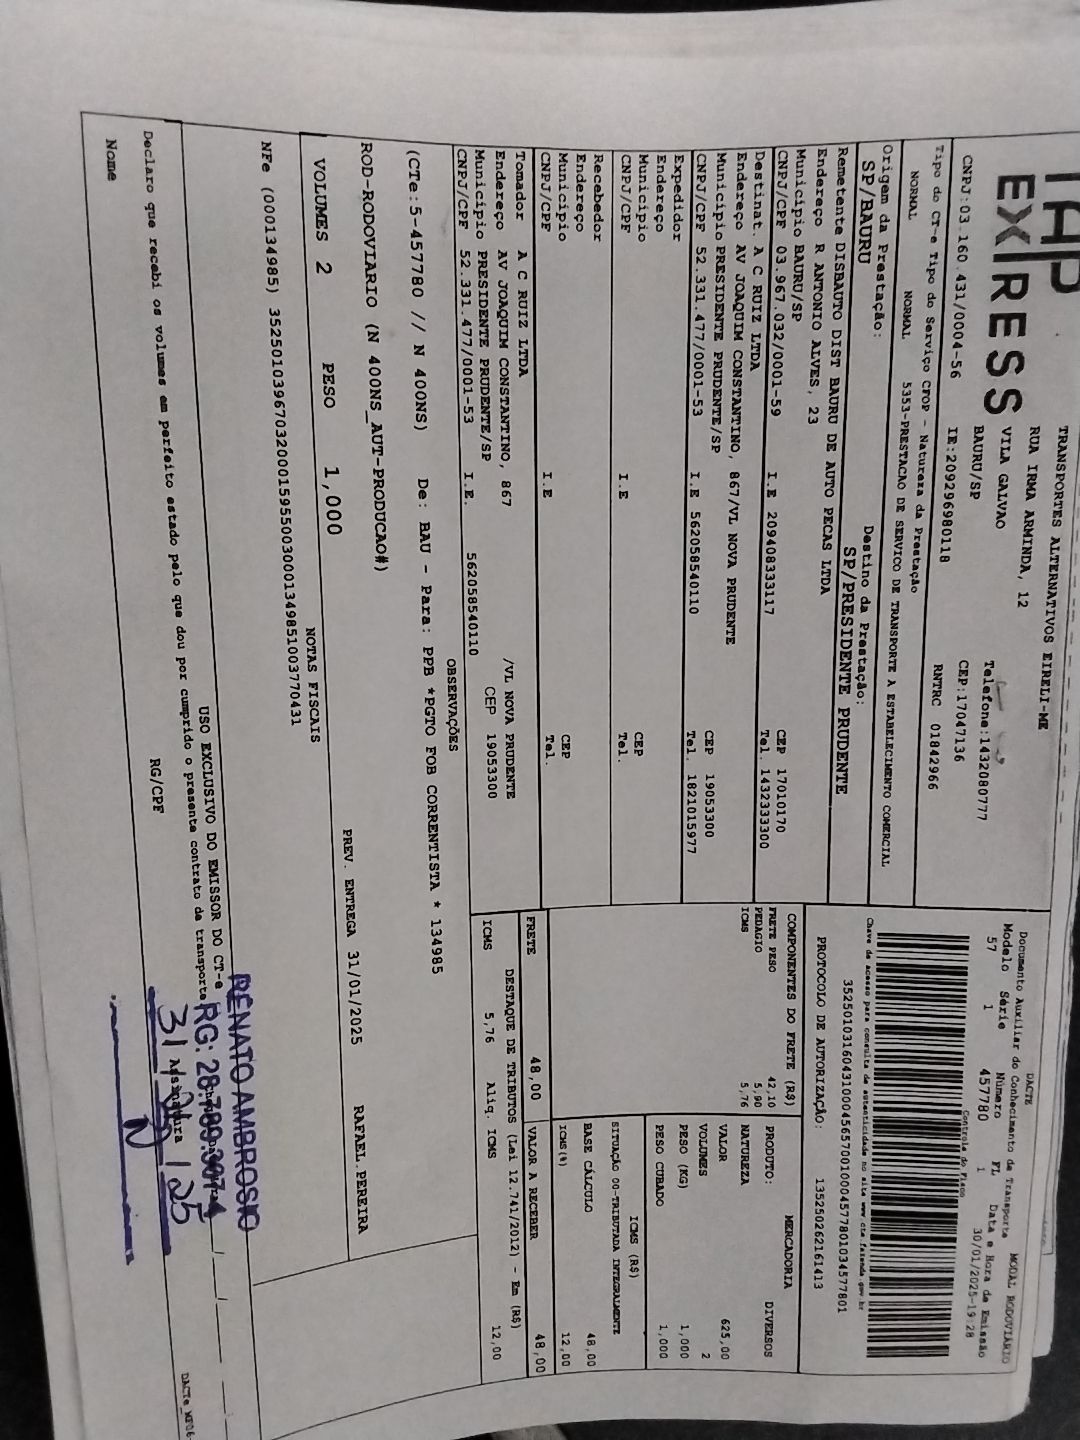 TRANSPORTES ALTERNATIVOS EIRELI-ME
RUA IRMA ARMINDA, 12
VILA GALVAO
BAURU/SP
Telefone:1432080777
CEP:17047136
CNPJ:03.160.431/0004-56 IE:209296980118
RNTRC 01842966
Tipo do CT-e Tipo do Serviço CFOP - Natureza da Prestação
NORMAL NORMAL 5353-PRESTACAO DE SERVICO DE TRANSPORTE A ESTABELECIMENTO COMERCIAL
Origem da Prestação: Destino da Prestação:
SP/BAURU SP/PRESIDENTE PRUDENTE
DACTE MODAL RODOVIÁRIO
Documento Auxiliar do Conhecimento de Transporte
Modelo Série Número FL Data e Hora de Emissão
57 1 457780 1 30/01/2025-19:28
Controle do Fisco
Chave de acesso para consulta de autenticidade no site www.cte.fazenda.gov.br
PROTOCOLO DE AUTORIZAÇÃO: 135250262161413
Remetente DISBAUTO DIST BAURU DE AUTO PECAS LTDA
Endereço R ANTONIO ALVES, 23
Município BAURU/SP CEP 17010170
CNPJ/CPF 03.967.032/0001-59 I.E 209408333117 Tel. 1432333300
Destinat. A C RUIZ LTDA
Endereço AV JOAQUIM CONSTANTINO, 867/VL NOVA PRUDENTE
Município PRESIDENTE PRUDENTE/SP CEP 19053300
CNPJ/CPF 52.331.477/0001-53 I.E 562058540110 Tel. 1821015977
Expedidor
Endereço
Município CEP
CNPJ/CPF I.E Tel.
Recebedor
Endereço
Município CEP
CNPJ/CPF I.E Tel.
Tomador A C RUIZ LTDA
Endereço AV JOAQUIM CONSTANTINO, 867 /VL NOVA PRUDENTE
Município PRESIDENTE PRUDENTE/SP CEP 19053300
CNPJ/CPF 52.331.477/0001-53 I.E. 562058540110
COMPONENTES DO FRETE (R$)
FRETE PESO 42,10
PEDAGIO 5,90
ICMS 5,76
MERCADORIA
PRODUTO: DIVERSOS
NATUREZA
VALOR 625,00
VOLUMES 2
PESO (KG) 1,000
PESO CUBADO 1,000
ICMS (R$)
SITUAÇÃO 00-TRIBUTADA INTEGRALMENTE
BASE CÁLCULO 48,00
ICMS(%) 12,00
FRETE 48,00 VALOR A RECEBER 48,00
DESTAQUE DE TRIBUTOS (Lei 12.741/2012) - Em (R$)
ICMS 5,76 Aliq. ICMS 12,00
OBSERVAÇÕES
(CTe:5-457780 // N 400NS) De: BAU - Para: PPB *PGTO FOB CORRENTISTA * 134985
ROD-RODOVIARIO (N 400NS_AUT-PRODUCAO#)
PREV. ENTREGA 31/01/2025 RAFAEL.PEREIRA
VOLUMES 2 PESO 1,000
NOTAS FISCAIS
USO EXCLUSIVO DO EMISSOR DO CT-e
Declaro que recebi os volumes em perfeito estado pelo que dou por cumprido o presente contrato de transporte
Nome RG/CPF Assinatura
RENATO AMBROSIO